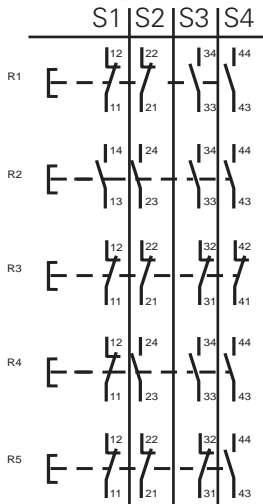 S1 S2 S3 S4
12 22 34 44
R1
11 21 33 43
14 24 34 44
R2
13 23 33 43
12 22 32 42
R3
11 21 31 41
12 24 34 44
R4
11 23 33 43
12 22 32 44
R5
11 21 31 43